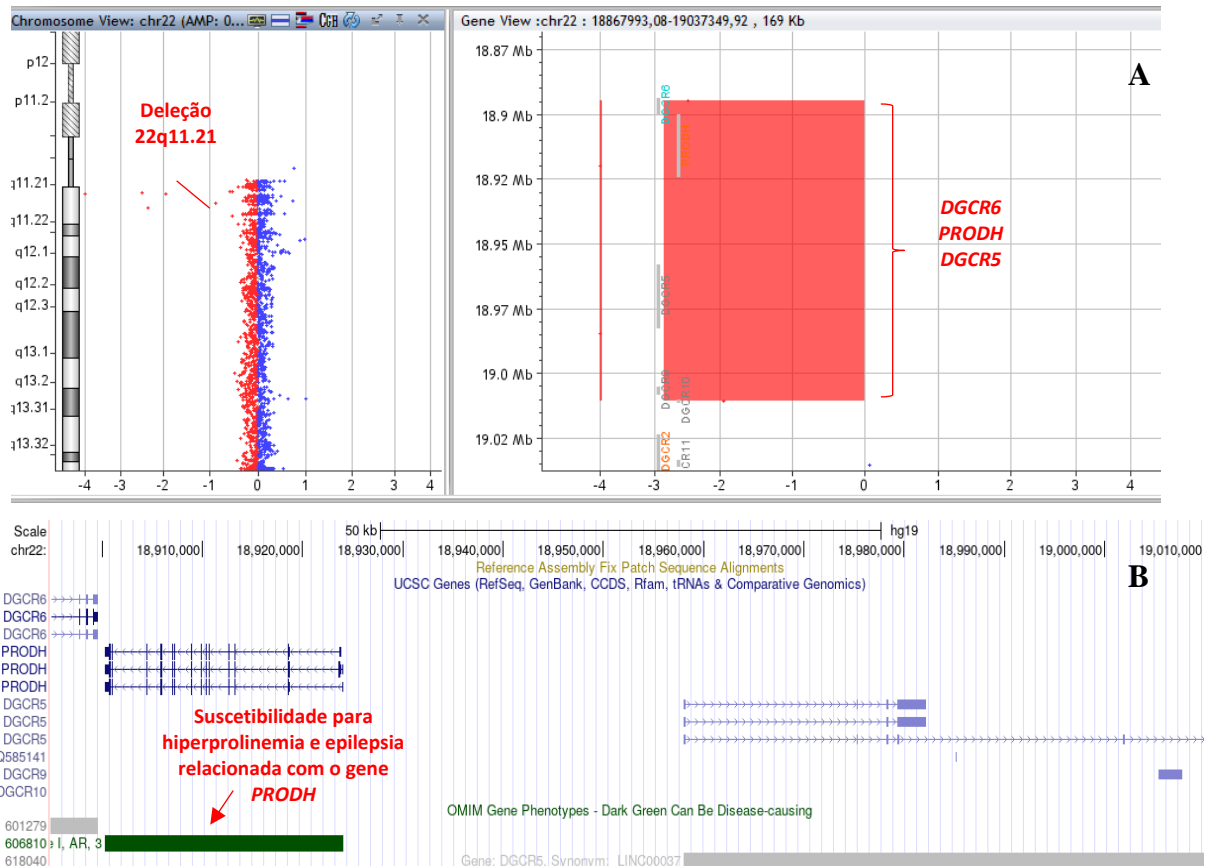 Chromosome View: chr22 (AMP: 0...
CGH
Gene View :chr22 : 18867993,08-19037349,92 , 169 Kb
p12
p11.2
q11.21
q11.22
q12.1
q12.2
q12.3
q13.1
q13.2
q13.31
q13.32
Deleção
22q11.21
-4 -3 -2 -1 0 1 2 3 4
A
18.87 Mb
18.9 Mb
18.92 Mb
18.95 Mb
18.97 Mb
19.0 Mb
19.02 Mb
DGCR6
DGCR5
DGCR9
DGCR10
DGCR2
CR11
DGCR6
PRODH
DGCR5
-4 -3 -2 -1 0 1 2 3 4
Scale 50 kb hg19
chr22: 18,910,000 18,920,000 18,930,000 18,940,000 18,950,000 18,960,000 18,970,000 18,980,000 18,990,000 19,000,000 19,010,000
Reference Assembly Fix Patch Sequence Alignments
UCSC Genes (RefSeq, GenBank, CCDS, Rfam, tRNAs & Comparative Genomics)
B
DGCR6
DGCR6
DGCR6
PRODH
PRODH
PRODH
DGCR5
DGCR5
DGCR5
Q585141
DGCR9
DGCR10
Suscetibilidade para
hiperprolinemia e epilepsia
relacionada com o gene
PRODH
OMIM Gene Phenotypes - Dark Green Can Be Disease-causing
601279
606810 e I, AR, 3
618040 Gene: DGCR5, Synonym: LINC00037